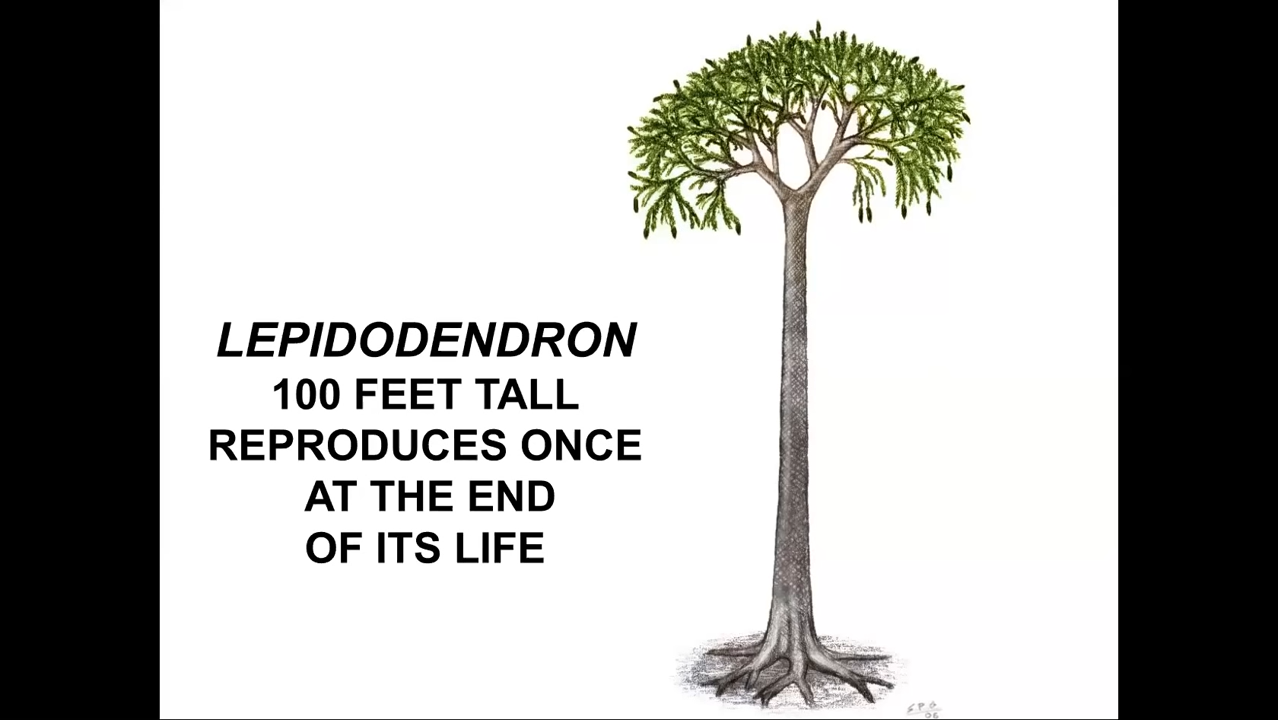 LEPIDODENDRON
100 FEET TALL
REPRODUCES ONCE
AT THE END
OF ITS LIFE